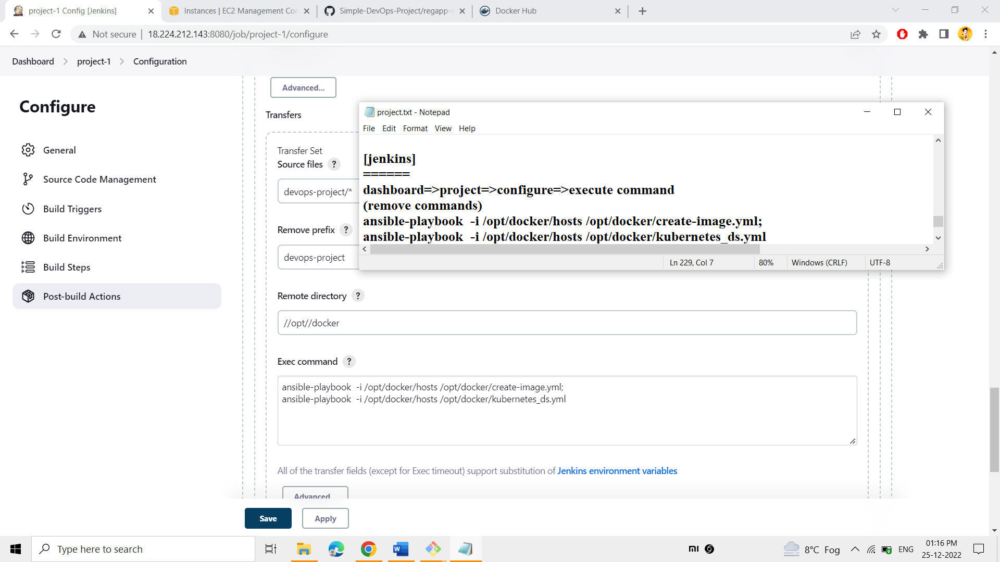 project-1 Config [Jenkins]
Instances | EC2 Management Con
Simple-DevOps-Project/regapp-s
Docker Hub
Not secure
18.224.212.143:8080/job/project-1/configure
Dashboard
project-1
Configuration
Configure
General
Source Code Management
Build Triggers
Build Environment
Build Steps
Post-build Actions
Advanced...
Transfers
Transfer Set
Source files ?
devops-project/*
Remove prefix ?
devops-project
project.txt - Notepad
File Edit Format View Help
[jenkins]
======
dashboard=>project=>configure=>execute command
(remove commands)
ansible-playbook  -i /opt/docker/hosts /opt/docker/create-image.yml;
ansible-playbook  -i /opt/docker/hosts /opt/docker/kubernetes_ds.yml
Ln 229, Col 7
80%
Windows (CRLF)
UTF-8
Remote directory ?
//opt//docker
Exec command ?
ansible-playbook  -i /opt/docker/hosts /opt/docker/create-image.yml;
ansible-playbook  -i /opt/docker/hosts /opt/docker/kubernetes_ds.yml
All of the transfer fields (except for Exec timeout) support substitution of Jenkins environment variables
Advanced
Save
Apply
Type here to search
W
mi
8°C Fog
ENG
01:16 PM
25-12-2022